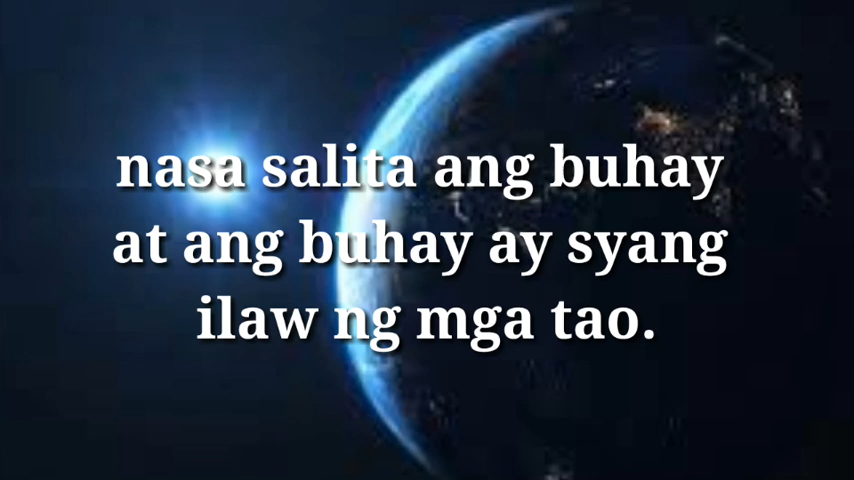 nasa salita ang buhay
at ang buhay ay syang
ilaw ng mga tao.